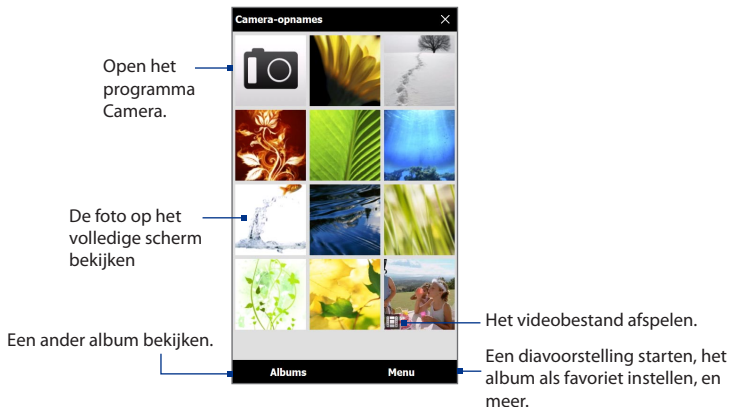 Camera-opnames
Open het
programma
Camera.
De foto op het
volledige scherm
bekijken
Een ander album bekijken.
Het videobestand afspelen.
Een diavoorstelling starten, het
album als favoriet instellen, en
meer.
Albums
Menu